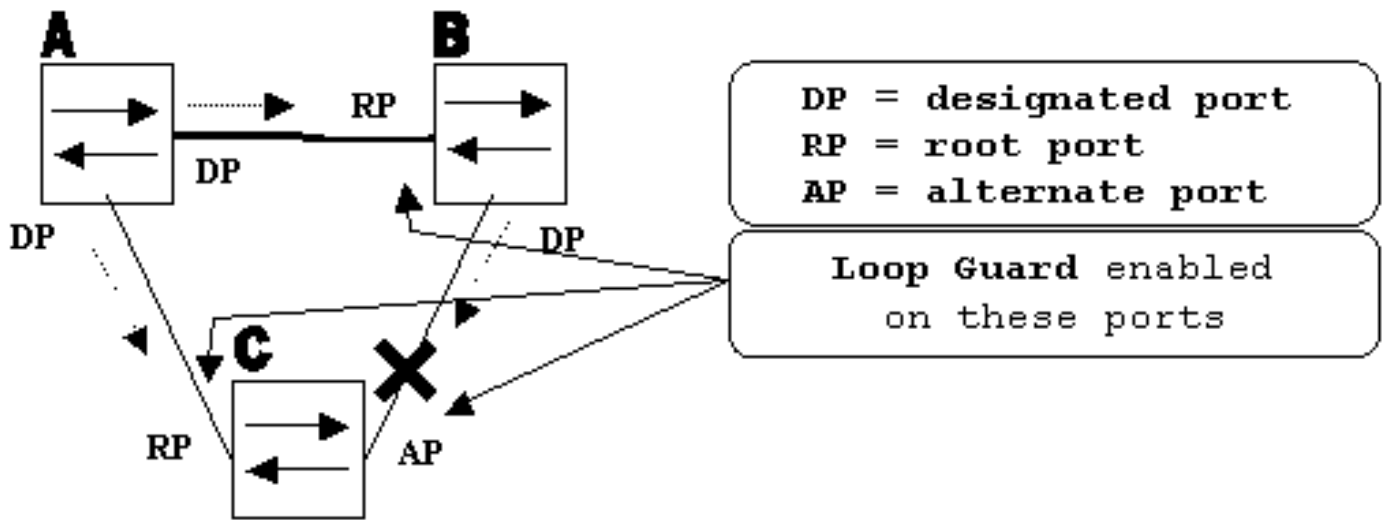 A
B
RP
DP
DP
DP
C
RP
AP
DP = designated port
RP = root port
AP = alternate port
Loop Guard enabled
on these ports